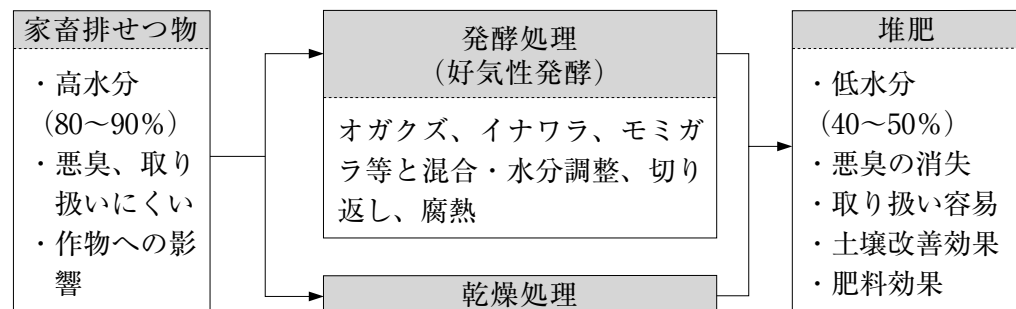 家畜排せつ物
・高水分
（80〜90％）
・悪臭、取り
扱いにくい
・作物への影
響
発酵処理
（好気性発酵）
オガクズ、イナワラ、モミガ
ラ等と混合・水分調整、切り
返し、腐熱
乾燥処理
堆肥
・低水分
（40〜50％）
・悪臭の消失
・取り扱い容易
・土壌改善効果
・肥料効果